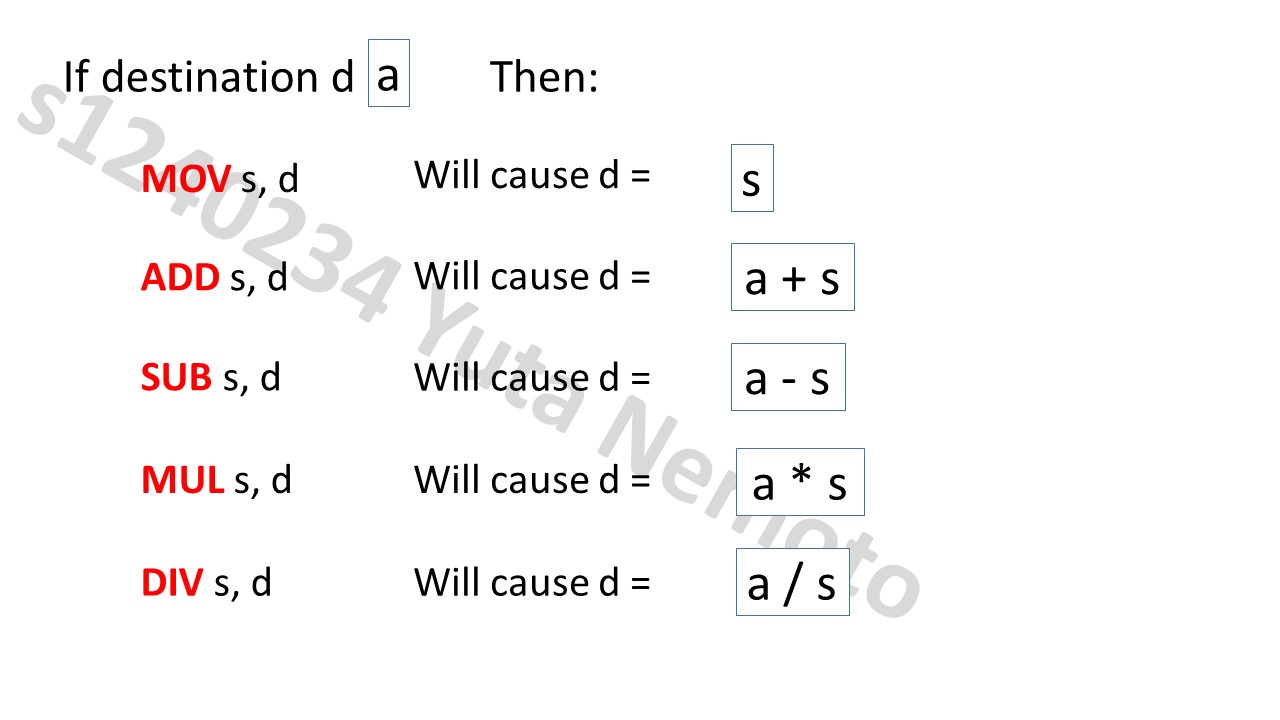 If destination d a Then:
MOV s, d Will cause d = s
ADD s, d Will cause d = a + s
SUB s, d Will cause d = a - s
MUL s, d Will cause d = a * s
DIV s, d Will cause d = a / s
s1240234 Yuta Nemoto